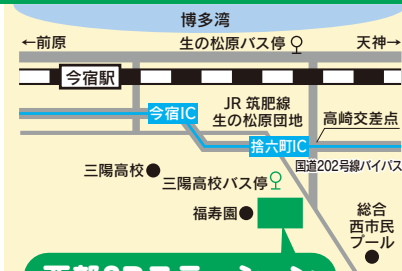 博多湾
←前原
生の松原バス停
天神→
今宿駅
今宿IC
JR 筑肥線
生の松原団地
高崎交差点
捨六町IC
国道202号線バイパス
三陽高校
三陽高校バス停
福寿園
総合
西市民
プール